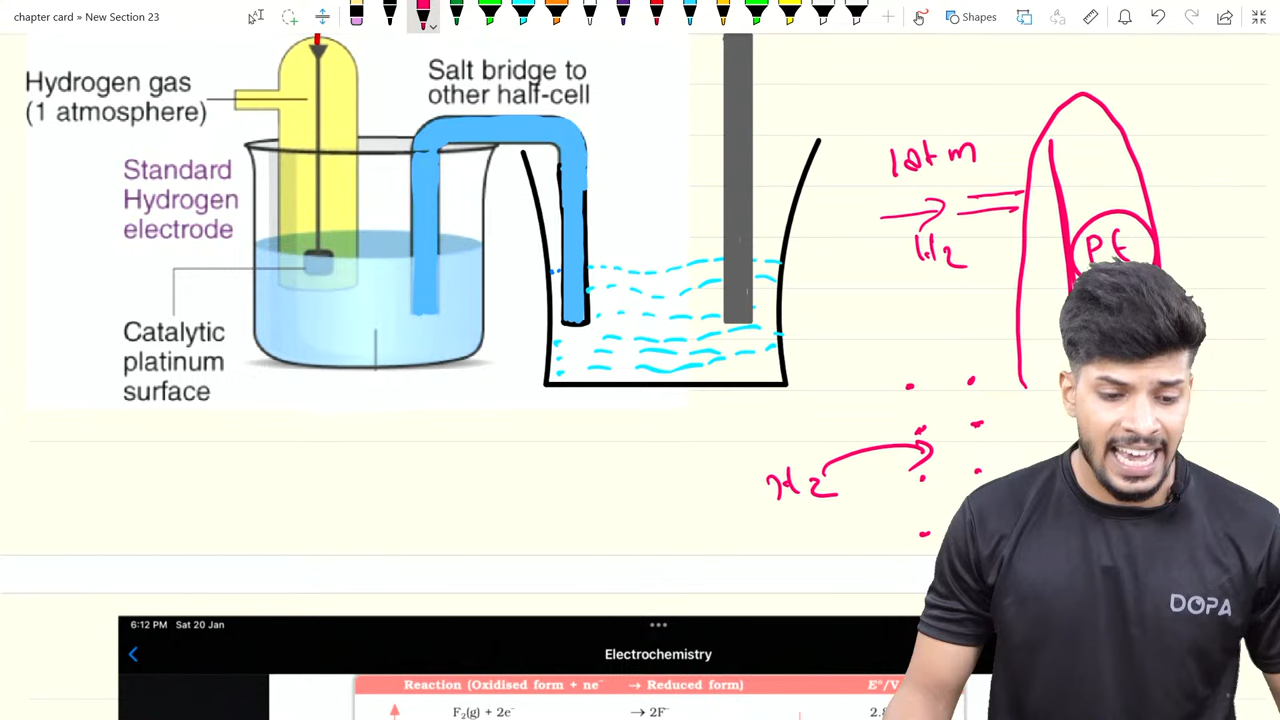 chapter card » New Section 23
Shapes
Hydrogen gas
(1 atmosphere)
Salt bridge to
other half-cell
Standard
Hydrogen
electrode
Catalytic
platinum
surface
1atm
H2
Pt
H2
DOPA
6:12 PM Sat 20 Jan
Electrochemistry
Reaction (Oxidised form + ne⁻ → Reduced form) E°/V
F₂(g) + 2e⁻ → 2F⁻ 2.8